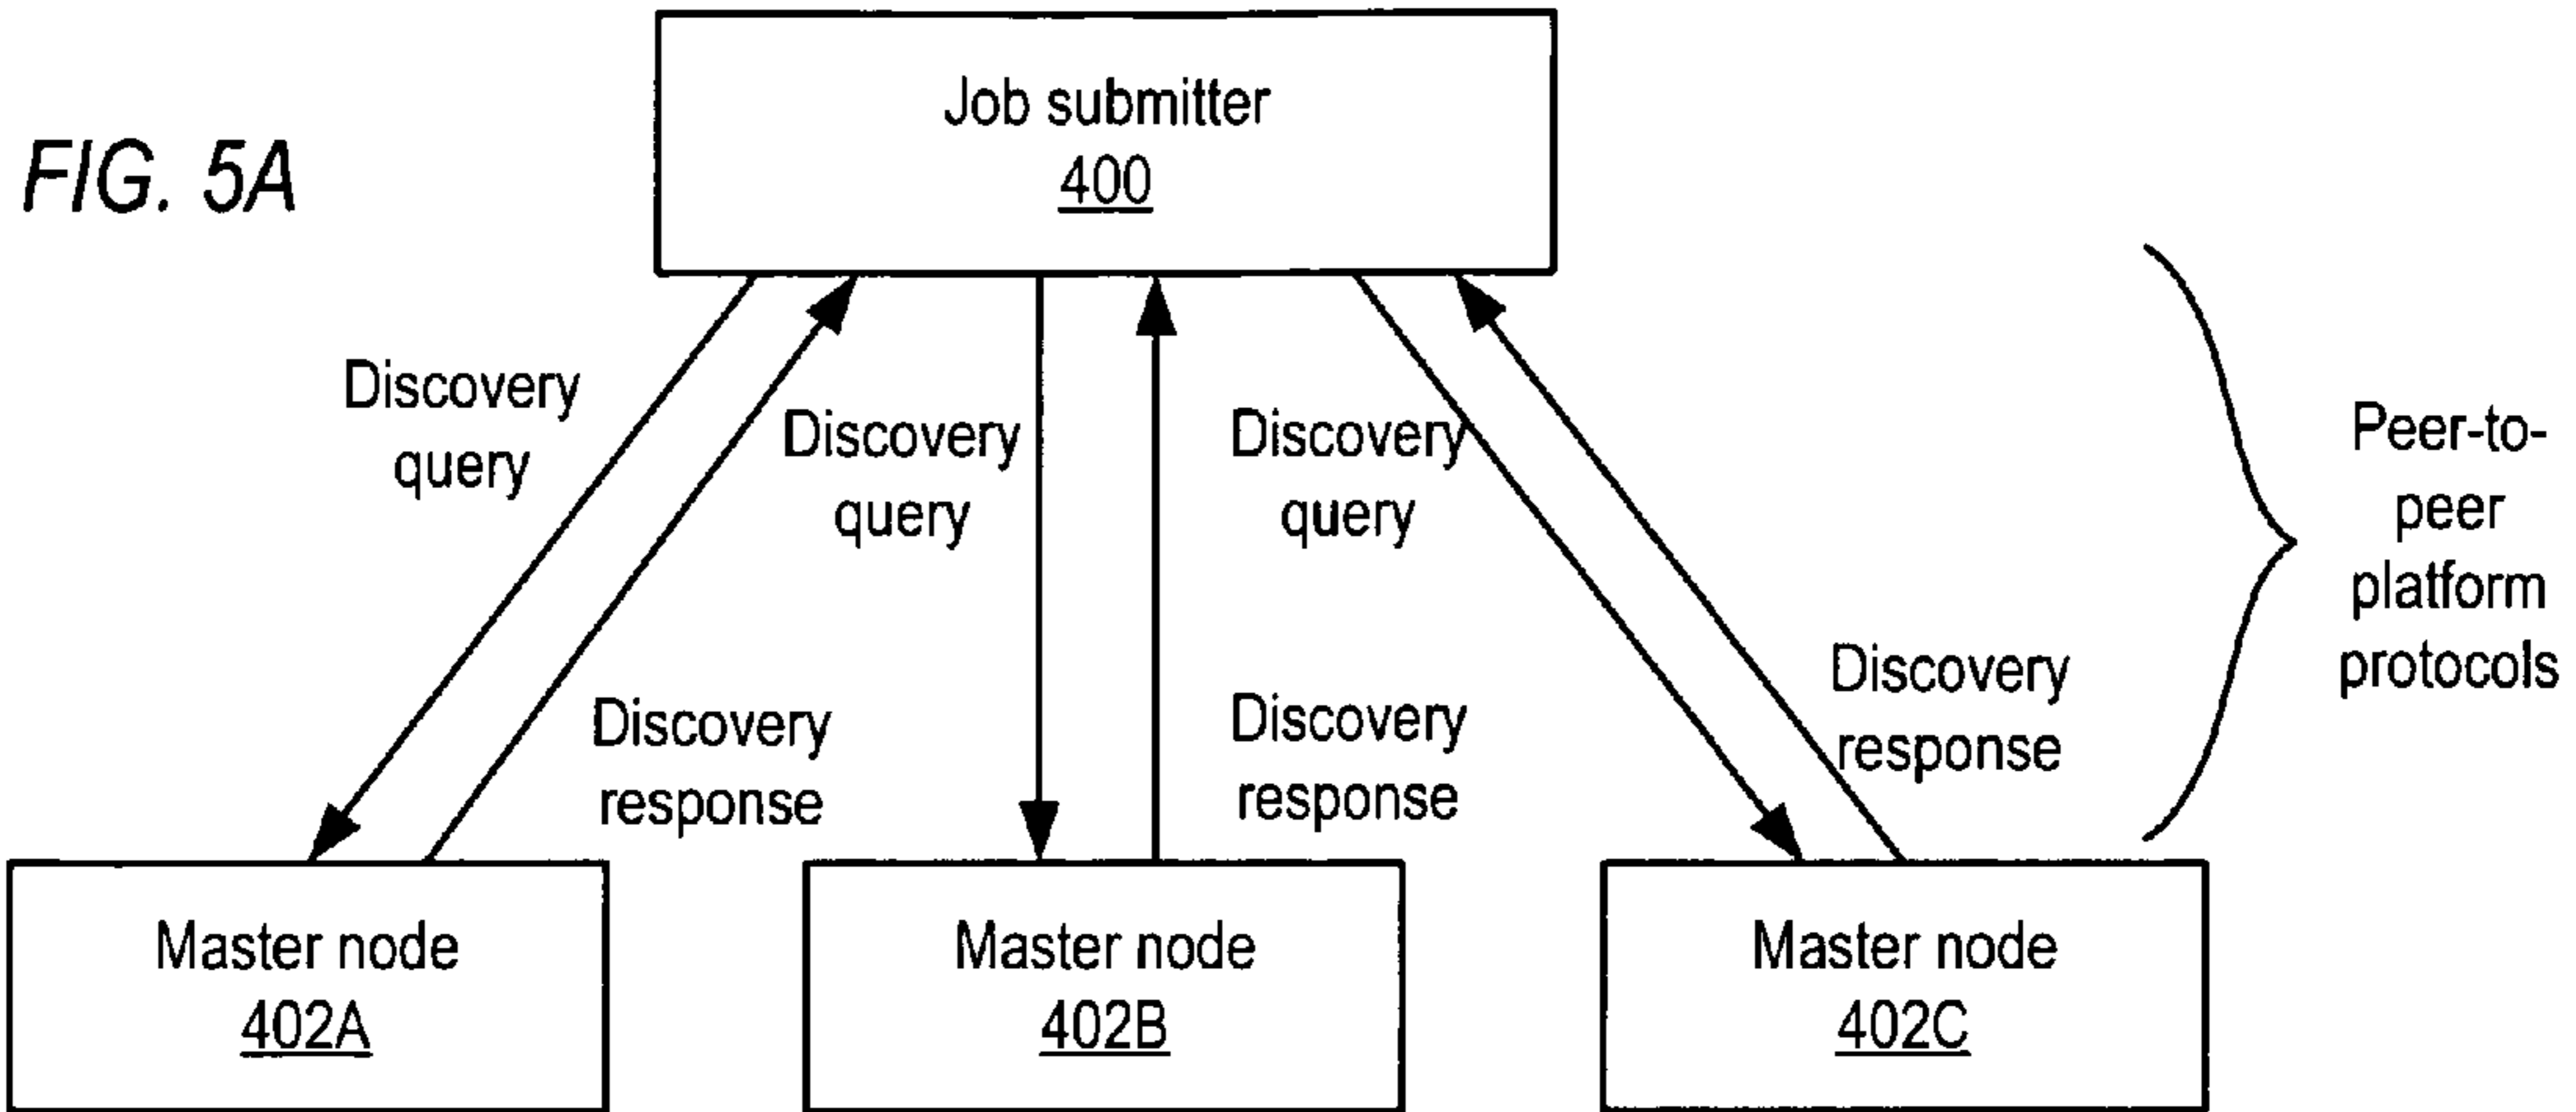 FIG. 5A
Job submitter
400
Discovery
query
Discovery
query
Discovery
query
Discovery
response
Discovery
response
Discovery
response
Peer-to-
peer
platform
protocols
Master node
402A
Master node
402B
Master node
402C